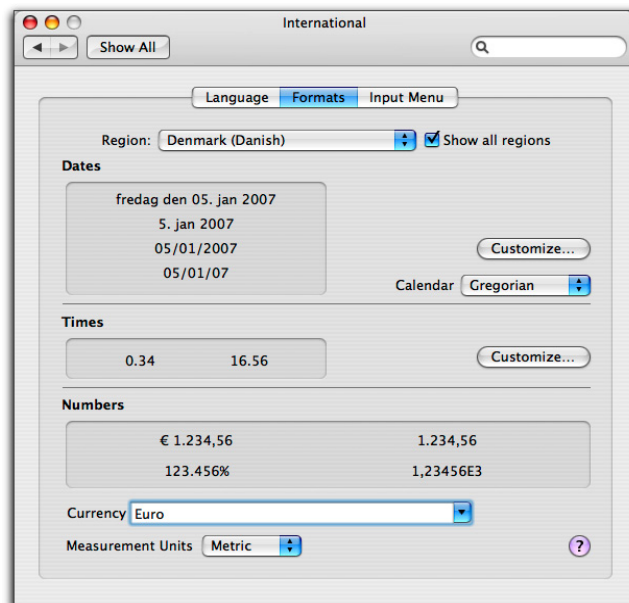 International
Show All
Language Formats Input Menu
Region: Denmark (Danish) Show all regions
Dates
fredag den 05. jan 2007
5. jan 2007
05/01/2007
05/01/07
Customize...
Calendar Gregorian
Times
0.34 16.56
Customize...
Numbers
€ 1.234,56 1.234,56
123.456% 1,23456E3
Currency Euro
Measurement Units Metric
?